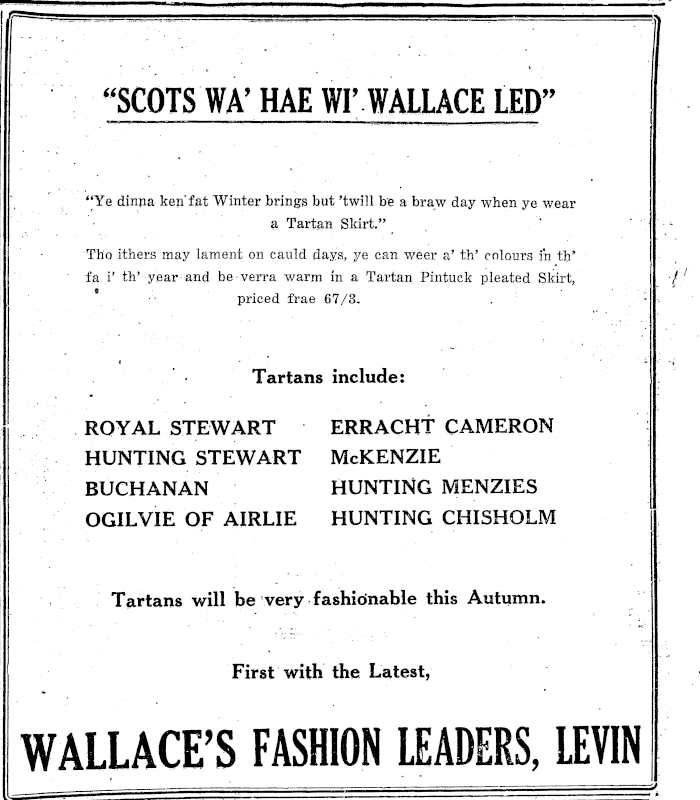 “SCOTS WA’ HAE WI’ WALLACE LED”
“Ye dinna ken fat Winter brings but ’twill be a braw day when ye wear
a Tartan Skirt.”
Tho ithers may lament on cauld days, ye can weer a’ th’ colours in th’
fa i’ th’ year and be verra warm in a Tartan Pintuck pleated Skirt,
priced frae 67/3.
Tartans include:
ROYAL STEWART ERRACHT CAMERON
HUNTING STEWART McKENZIE
BUCHANAN HUNTING MENZIES
OGILVIE OF AIRLIE HUNTING CHISHOLM
Tartans will be very fashionable this Autumn.
First with the Latest,
WALLACE’S FASHION LEADERS, LEVIN